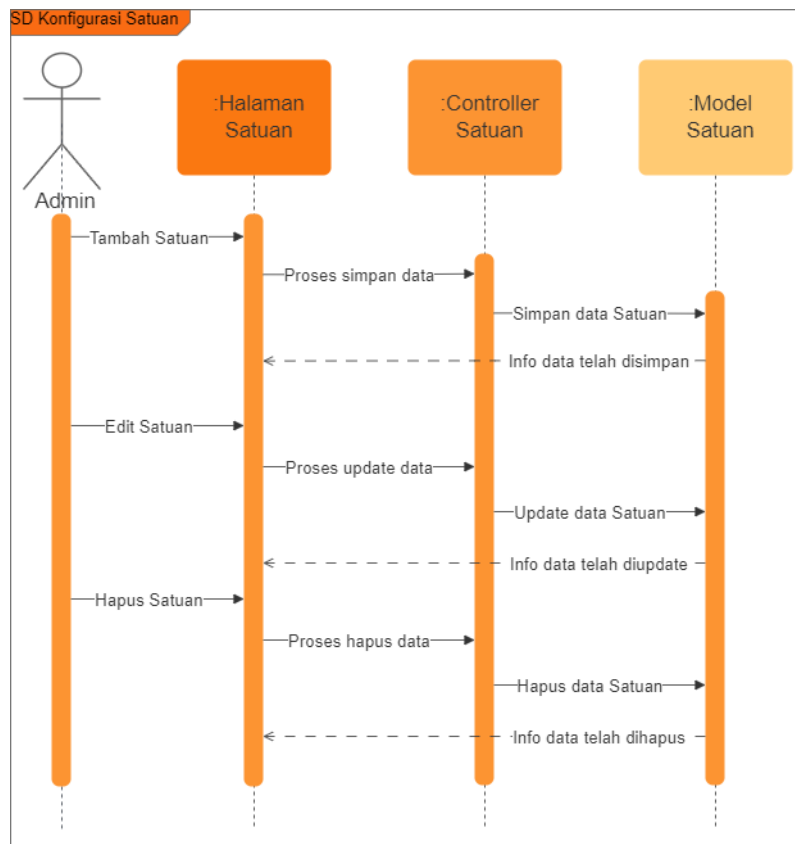 SD Konfigurasi Satuan
:Halaman
Satuan
:Controller
Satuan
:Model
Satuan
Admin
Tambah Satuan
Proses simpan data
Simpan data Satuan
Info data telah disimpan
Edit Satuan
Proses update data
Update data Satuan
Info data telah diupdate
Hapus Satuan
Proses hapus data
Hapus data Satuan
Info data telah dihapus